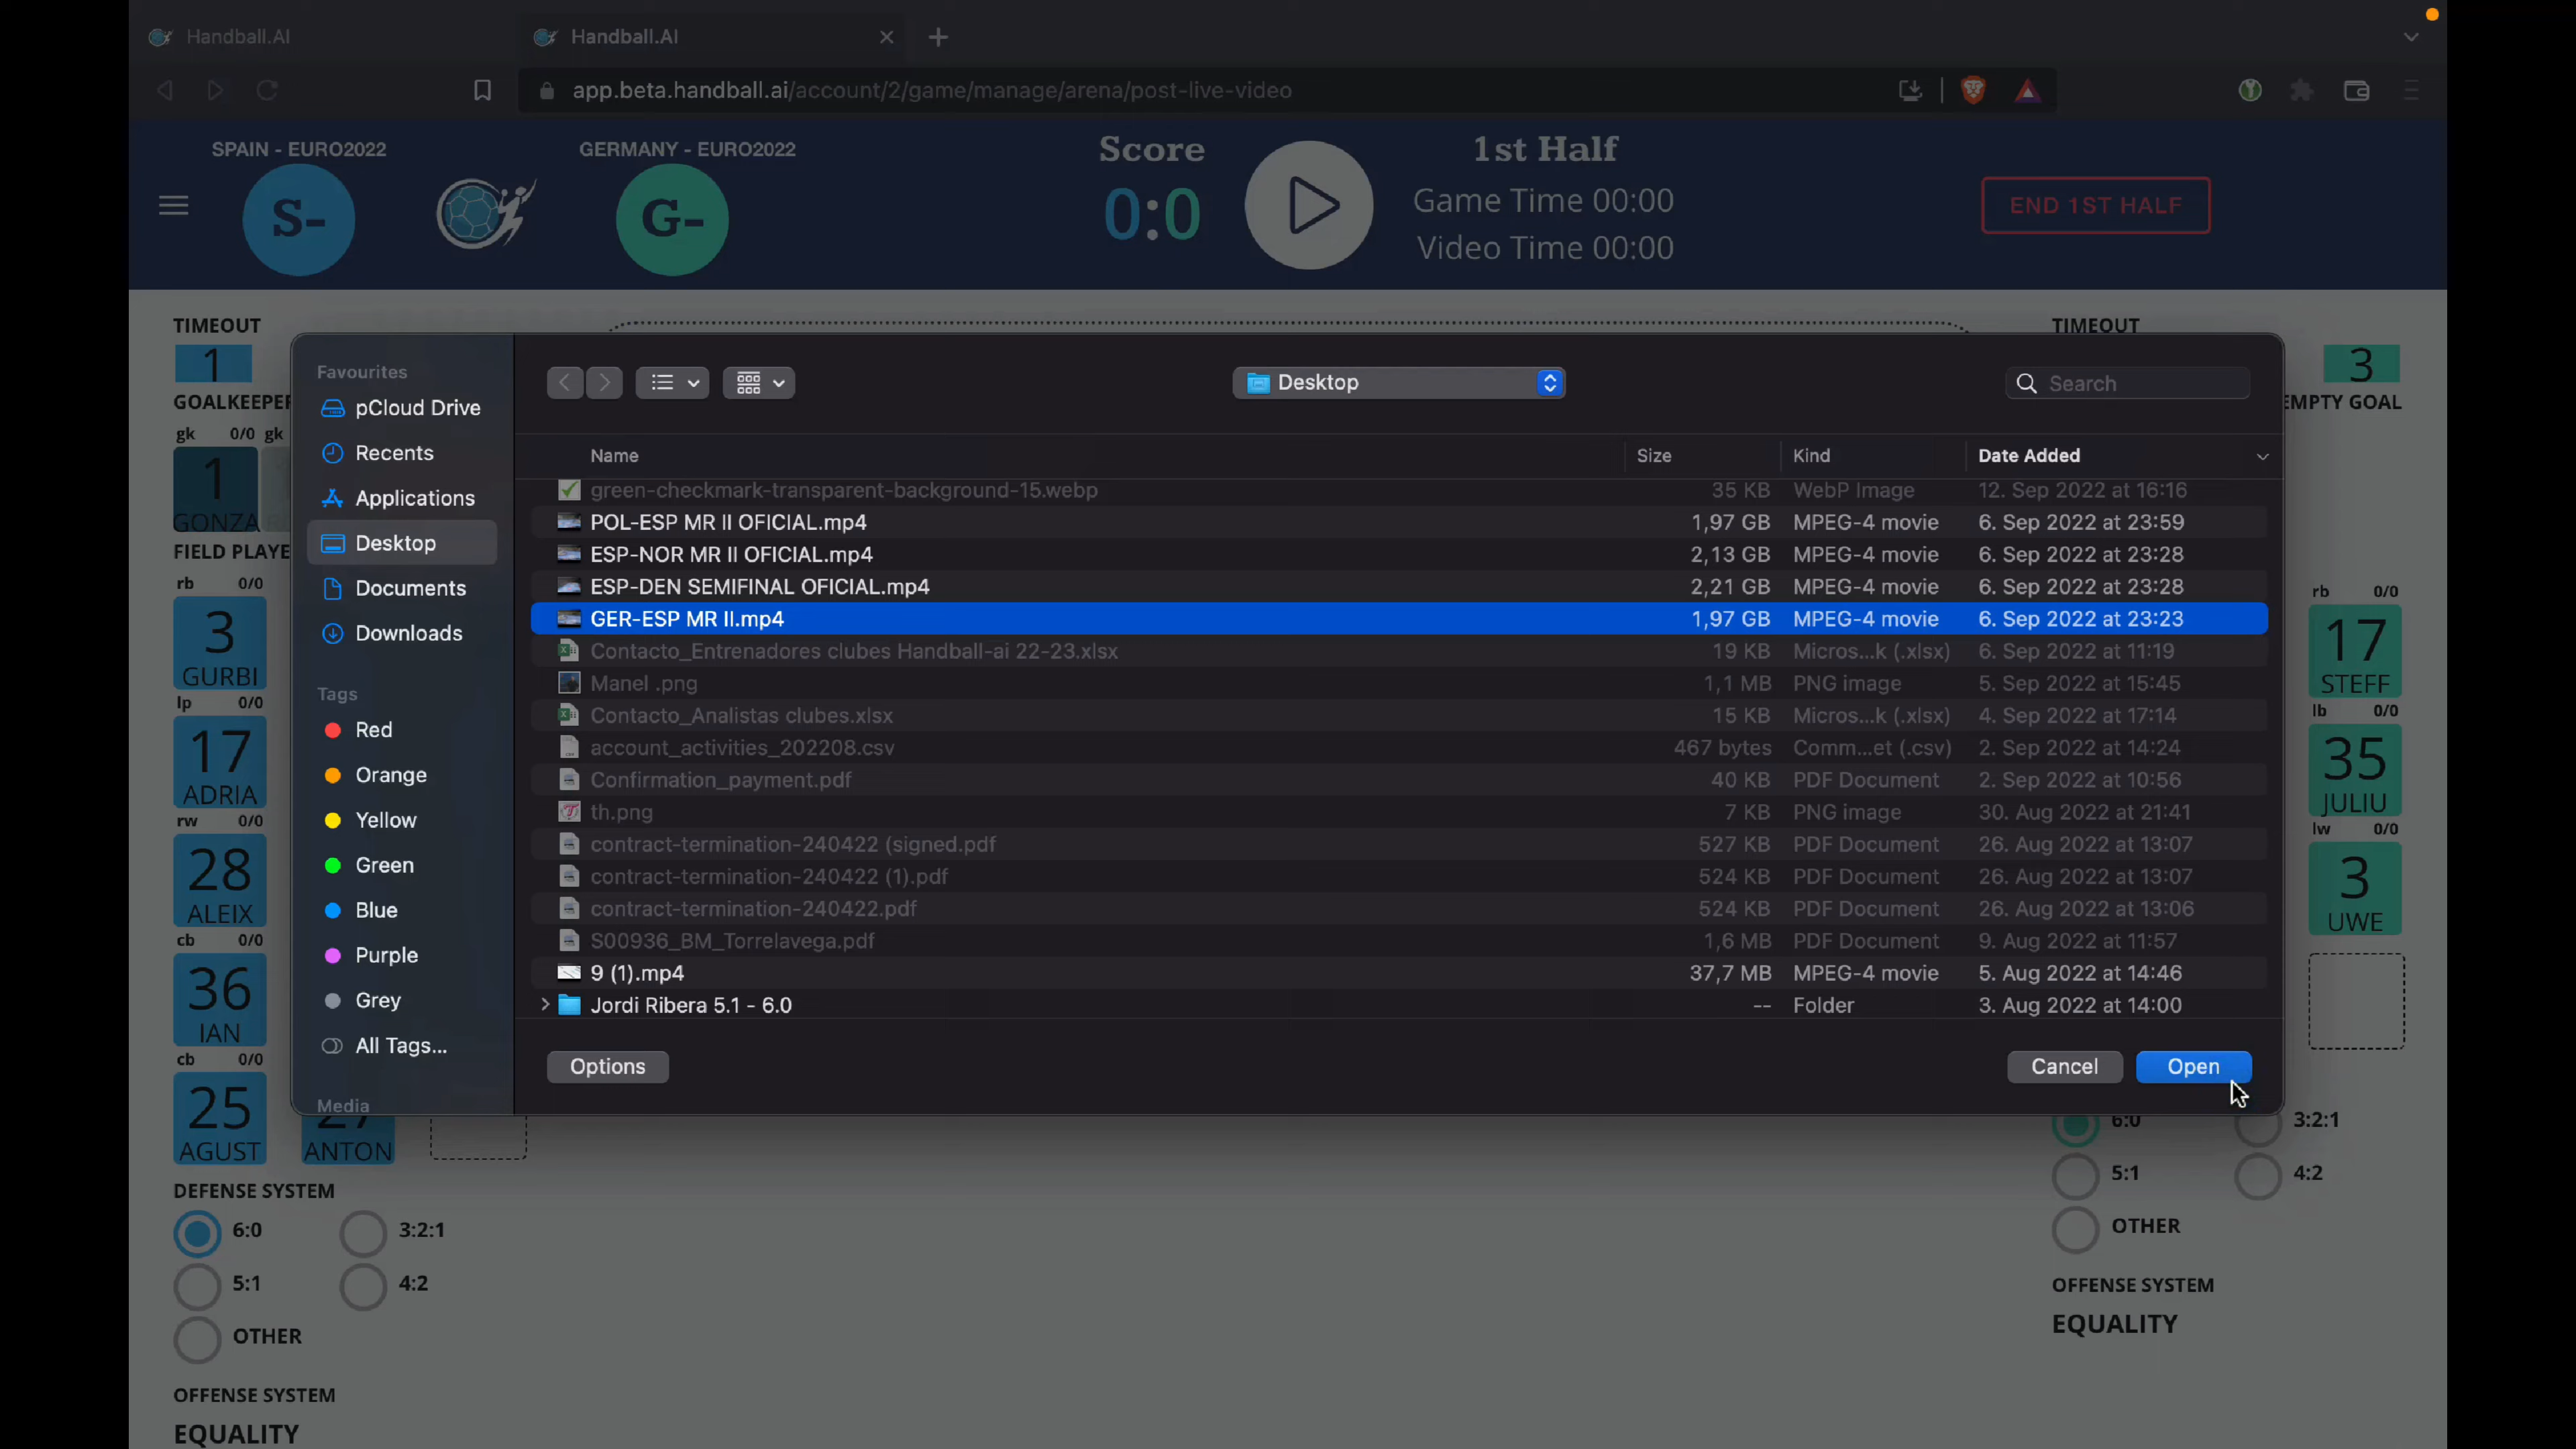 Handball.AI
Handball.AI
app.beta.handball.ai/account/2/game/manage/arena/post-live-video
SPAIN - EURO2022
S-
GERMANY - EURO2022
G-
Score
0:0
1st Half
Game Time 00:00
Video Time 00:00
END 1ST HALF
TIMEOUT
1
GOALKEEPER
gk 0/0 gk
1
GONZA
FIELD PLAYE
rb 0/0
3
GURBI
lp 0/0
17
ADRIA
rw 0/0
28
ALEIX
cb 0/0
36
IAN
cb 0/0
25
AGUST
27
ANTON
DEFENSE SYSTEM
6:0
3:2:1
5:1
4:2
OTHER
OFFENSE SYSTEM
EQUALITY
Favourites
pCloud Drive
Recents
Applications
Desktop
Documents
Downloads
Tags
Red
Orange
Yellow
Green
Blue
Purple
Grey
All Tags...
Media
Desktop
Search
Name Size Kind Date Added
green-checkmark-transparent-background-15.webp 35 KB WebP Image 12. Sep 2022 at 16:16
POL-ESP MR II OFICIAL.mp4 1,97 GB MPEG-4 movie 6. Sep 2022 at 23:59
ESP-NOR MR II OFICIAL.mp4 2,13 GB MPEG-4 movie 6. Sep 2022 at 23:28
ESP-DEN SEMIFINAL OFICIAL.mp4 2,21 GB MPEG-4 movie 6. Sep 2022 at 23:28
GER-ESP MR II.mp4 1,97 GB MPEG-4 movie 6. Sep 2022 at 23:23
Contacto_Entrenadores clubes Handball-ai 22-23.xlsx 19 KB Micros...k (.xlsx) 6. Sep 2022 at 11:19
Manel .png 1,1 MB PNG image 5. Sep 2022 at 15:45
Contacto_Analistas clubes.xlsx 15 KB Micros...k (.xlsx) 4. Sep 2022 at 17:14
account_activities_202208.csv 467 bytes Comm...et (.csv) 2. Sep 2022 at 14:24
Confirmation_payment.pdf 40 KB PDF Document 2. Sep 2022 at 10:56
th.png 7 KB PNG image 30. Aug 2022 at 21:41
contract-termination-240422 (signed.pdf 527 KB PDF Document 26. Aug 2022 at 13:07
contract-termination-240422 (1).pdf 524 KB PDF Document 26. Aug 2022 at 13:07
contract-termination-240422.pdf 524 KB PDF Document 26. Aug 2022 at 13:06
S00936_BM_Torrelavega.pdf 1,6 MB PDF Document 9. Aug 2022 at 11:57
9 (1).mp4 37,7 MB MPEG-4 movie 5. Aug 2022 at 14:46
Jordi Ribera 5.1 - 6.0 -- Folder 3. Aug 2022 at 14:00
Options
Cancel
Open
TIMEOUT
3
EMPTY GOAL
rb 0/0
17
STEFF
lb 0/0
35
JULIU
lw 0/0
3
UWE
6:0
3:2:1
5:1
4:2
OTHER
OFFENSE SYSTEM
EQUALITY